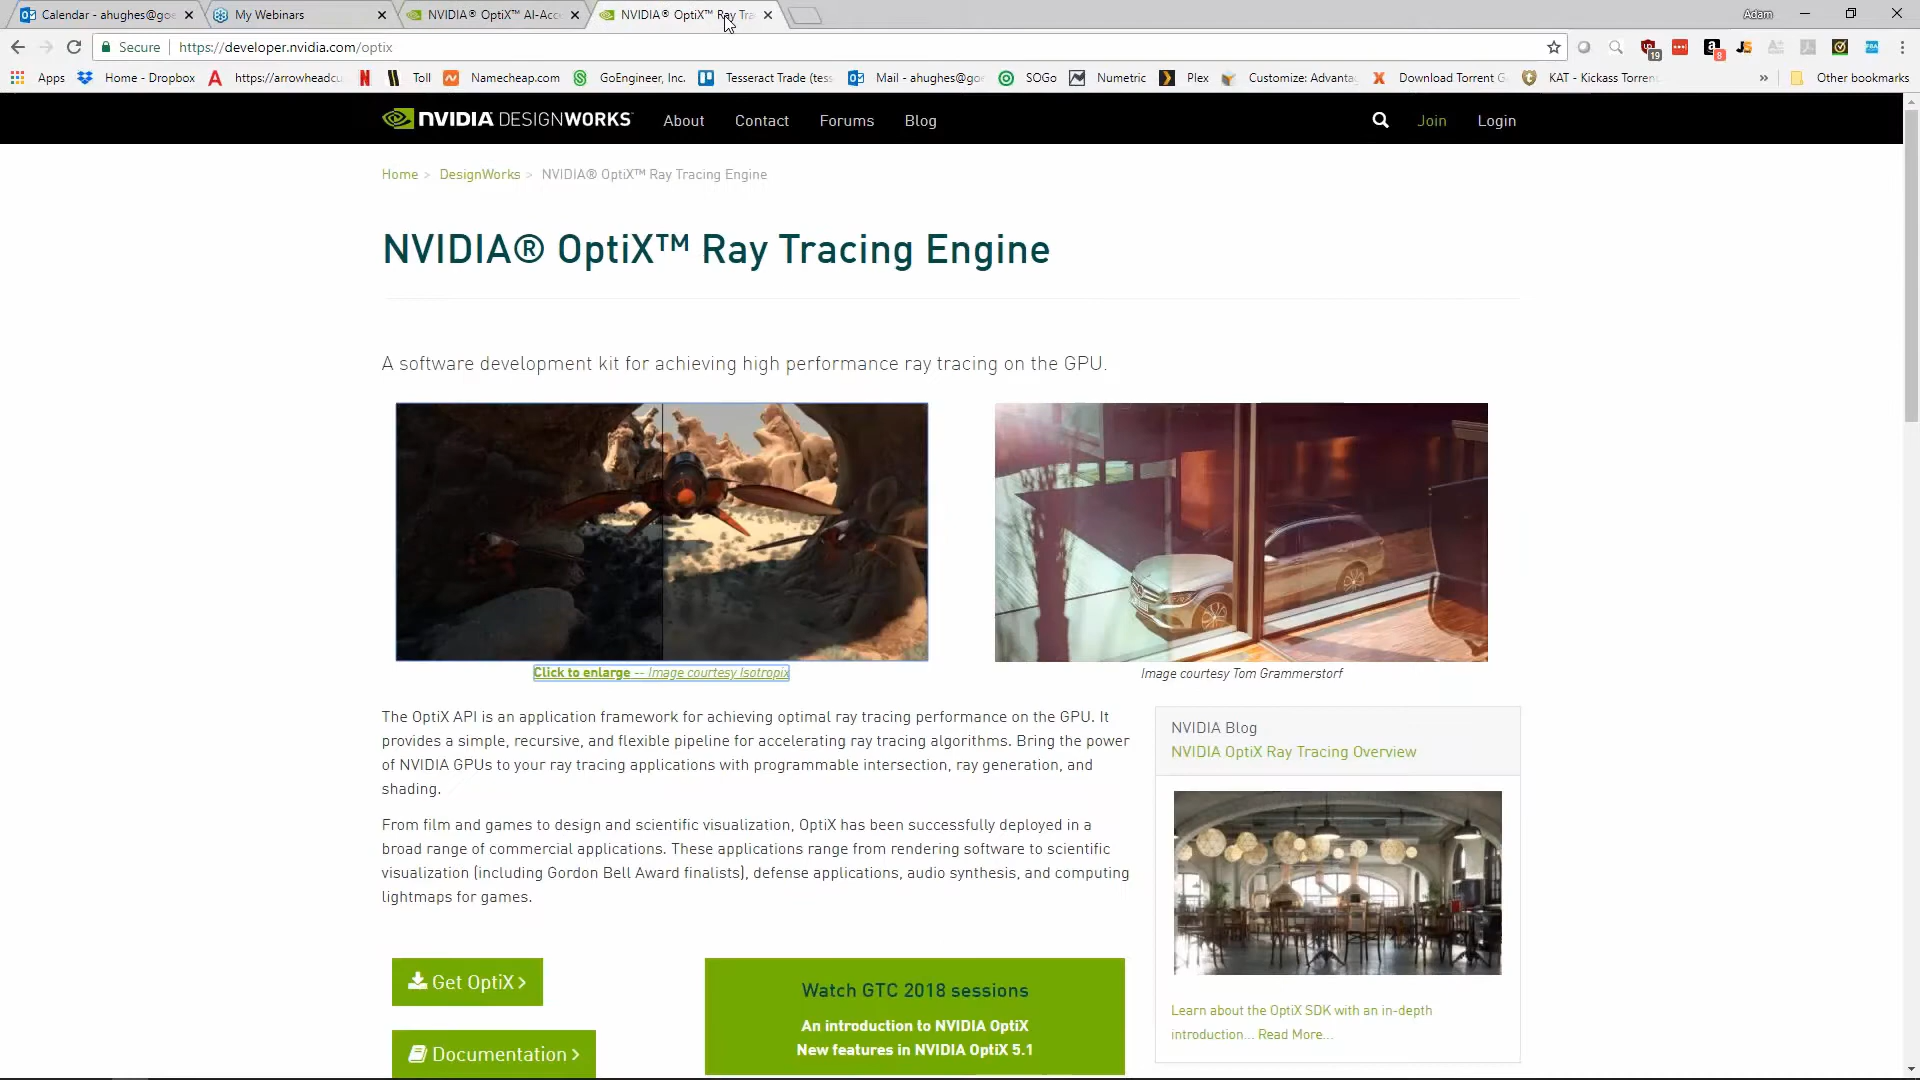 Calendar - ahughes@goe
My Webinars
NVIDIA® OptiX™ AI-Acc
NVIDIA® OptiX™ Ray Tra
Adam
Secure
https://developer.nvidia.com/optix
19
8
Apps
Home - Dropbox
https://arrowheadcu
Toll
Namecheap.com
GoEngineer, Inc.
Tesseract Trade (tess
Mail - ahughes@goe
SOGo
Numetric
Plex
Customize: Advanta
Download Torrent G
KAT - Kickass Torren
»
Other bookmarks
NVIDIA DESIGNWORKS
About
Contact
Forums
Blog
Join
Login
Home > DesignWorks > NVIDIA® OptiX™ Ray Tracing Engine
NVIDIA® OptiX™ Ray Tracing Engine
A software development kit for achieving high performance ray tracing on the GPU.
Click to enlarge -- Image courtesy Isotropix
Image courtesy Tom Grammerstorf
The OptiX API is an application framework for achieving optimal ray tracing performance on the GPU. It
provides a simple, recursive, and flexible pipeline for accelerating ray tracing algorithms. Bring the power
of NVIDIA GPUs to your ray tracing applications with programmable intersection, ray generation, and
shading.
From film and games to design and scientific visualization, OptiX has been successfully deployed in a
broad range of commercial applications. These applications range from rendering software to scientific
visualization (including Gordon Bell Award finalists), defense applications, audio synthesis, and computing
lightmaps for games.
NVIDIA Blog
NVIDIA OptiX Ray Tracing Overview
Learn about the OptiX SDK with an in-depth
introduction... Read More...
Get OptiX >
Documentation >
Watch GTC 2018 sessions
An introduction to NVIDIA OptiX
New features in NVIDIA OptiX 5.1